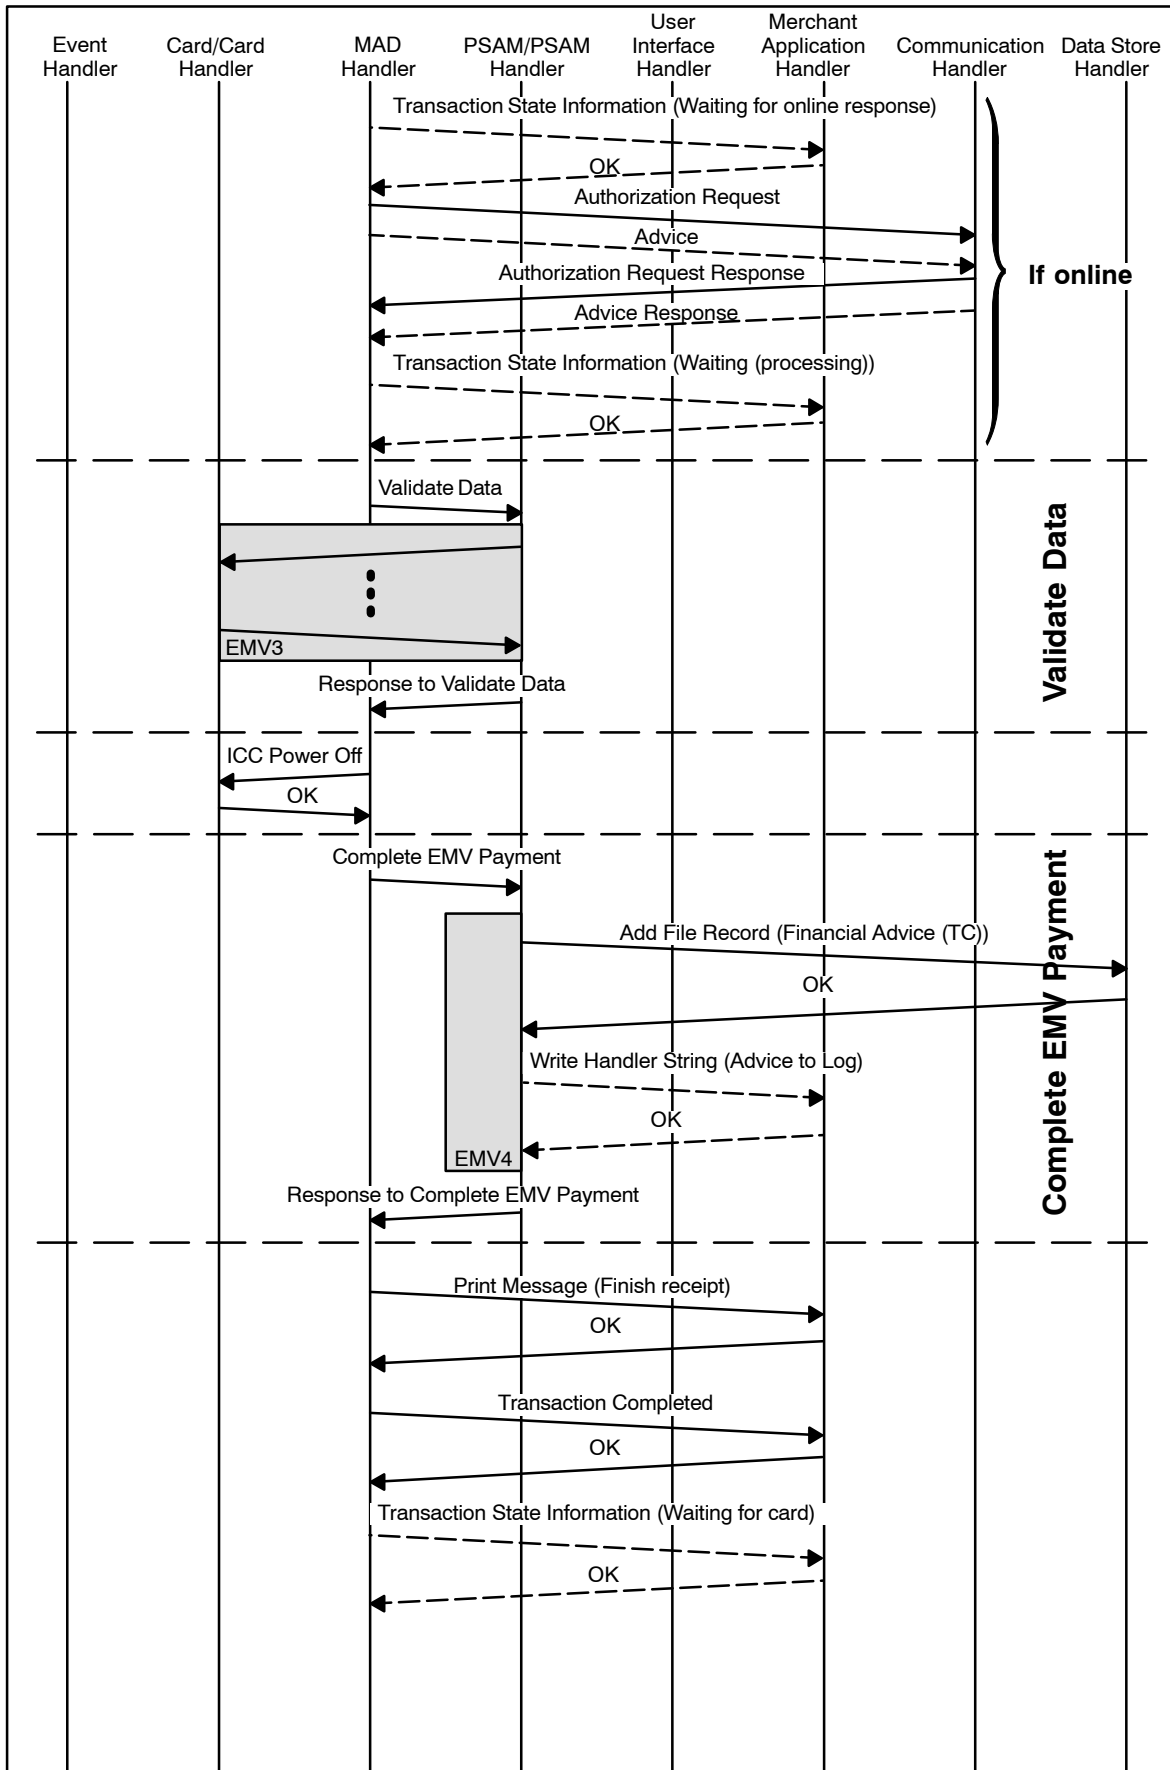 Event
Handler
Card/Card
Handler
MAD
Handler
PSAM/PSAM
Handler
User
Interface
Handler
Merchant
Application
Handler
Communication
Handler
Data Store
Handler
Transaction State Information (Waiting for online response)
OK
Authorization Request
Advice
Authorization Request Response
If online
Advice Response
Transaction State Information (Waiting (processing))
OK
Validate Data
Validate Data
EMV3
Response to Validate Data
ICC Power Off
OK
Complete EMV Payment
Complete EMV Payment
Add File Record (Financial Advice (TC))
OK
Write Handler String (Advice to Log)
OK
EMV4
Response to Complete EMV Payment
Print Message (Finish receipt)
OK
Transaction Completed
OK
Transaction State Information (Waiting for card)
OK